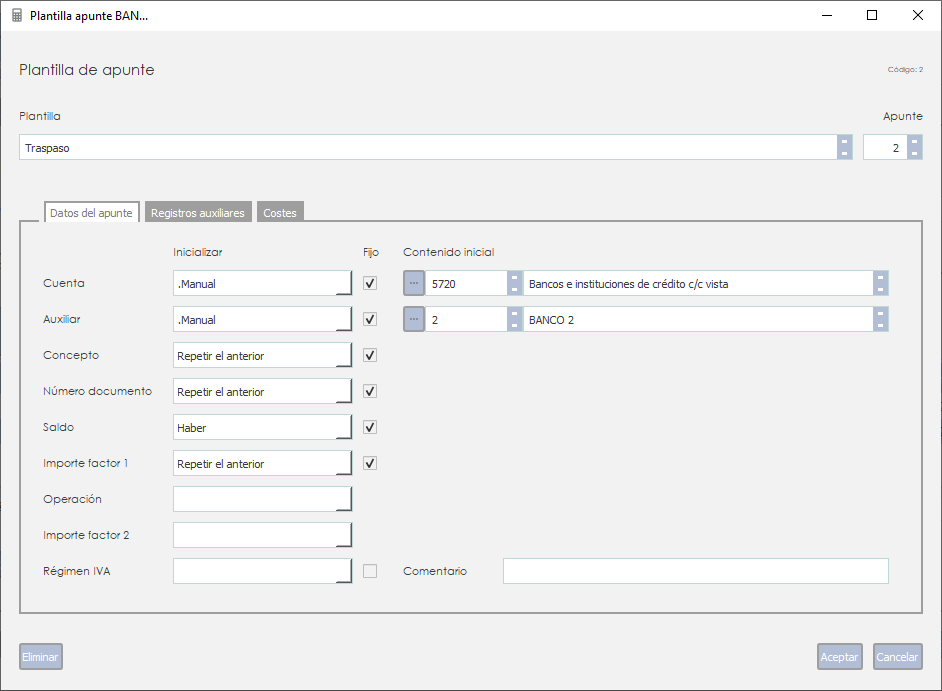 Plantilla apunte BAN...
Plantilla de apunte
Código: 2
Plantilla Apunte
Traspaso 2
Datos del apunte Registros auxiliares Costes
Inicializar Fijo Contenido inicial
Cuenta .Manual ... 5720 Bancos e instituciones de crédito c/c vista
Auxiliar .Manual ... 2 BANCO 2
Concepto Repetir el anterior
Número documento Repetir el anterior
Saldo Haber
Importe factor 1 Repetir el anterior
Operación
Importe factor 2
Régimen IVA Comentario
Eliminar Aceptar Cancelar